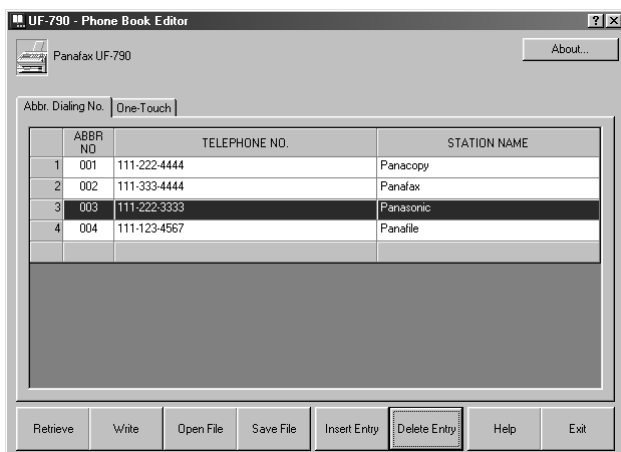 UF-790 - Phone Book Editor
Panafax UF-790
About...
Abbr. Dialing No. One-Touch
ABBR NO TELEPHONE NO. STATION NAME
1 001 111-222-4444 Panacopy
2 002 111-333-4444 Panafax
3 003 111-222-3333 Panasonic
4 004 111-123-4567 Panafile
Retrieve Write Open File Save File Insert Entry Delete Entry Help Exit